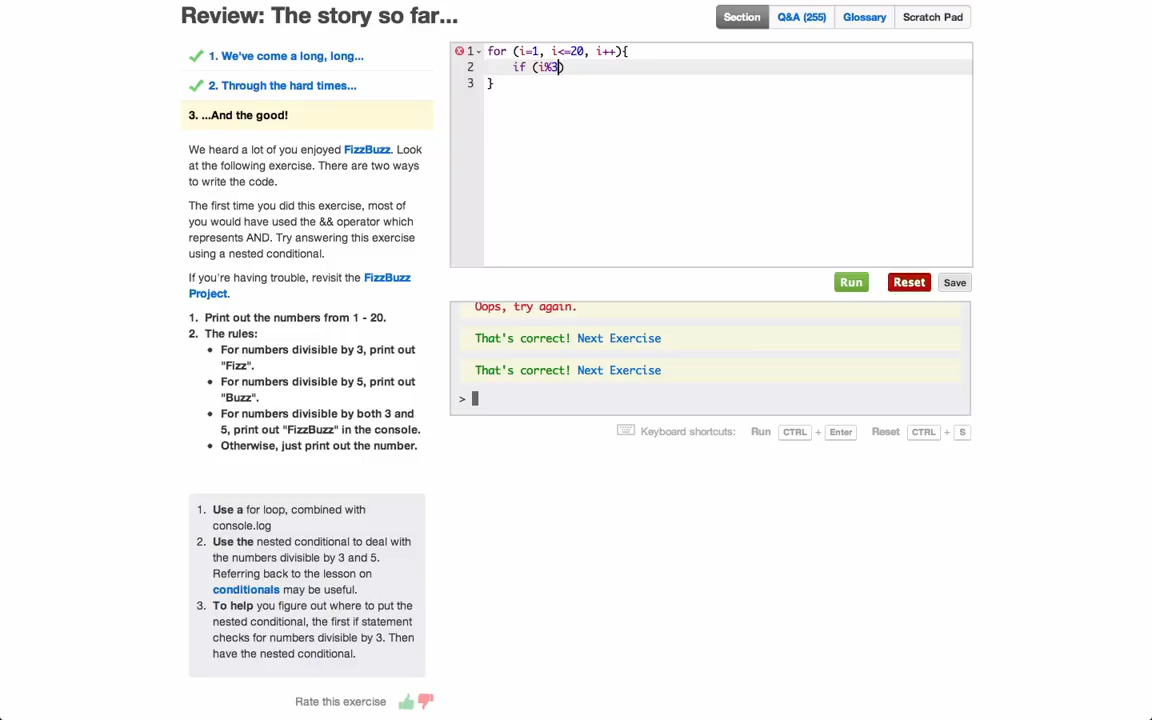 Review: The story so far...
Section
Q&A (255)
Glossary
Scratch Pad
1. We've come a long, long...
2. Through the hard times...
3. ...And the good!
We heard a lot of you enjoyed FizzBuzz. Look
at the following exercise. There are two ways
to write the code.
The first time you did this exercise, most of
you would have used the && operator which
represents AND. Try answering this exercise
using a nested conditional.
If you're having trouble, revisit the FizzBuzz
Project.
1. Print out the numbers from 1 - 20.
2. The rules:
• For numbers divisible by 3, print out
"Fizz".
• For numbers divisible by 5, print out
"Buzz".
• For numbers divisible by both 3 and
5, print out "FizzBuzz" in the console.
• Otherwise, just print out the number.
1. Use a for loop, combined with
console.log
2. Use the nested conditional to deal with
the numbers divisible by 3 and 5.
Referring back to the lesson on
conditionals may be useful.
3. To help you figure out where to put the
nested conditional, the first if statement
checks for numbers divisible by 3. Then
have the nested conditional.
Rate this exercise
1 for (i=1, i<=20, i++){
2 if (i%3)
3 }
Run
Reset
Save
Oops, try again.
That's correct! Next Exercise
That's correct! Next Exercise
>
Keyboard shortcuts: Run CTRL + Enter Reset CTRL + S